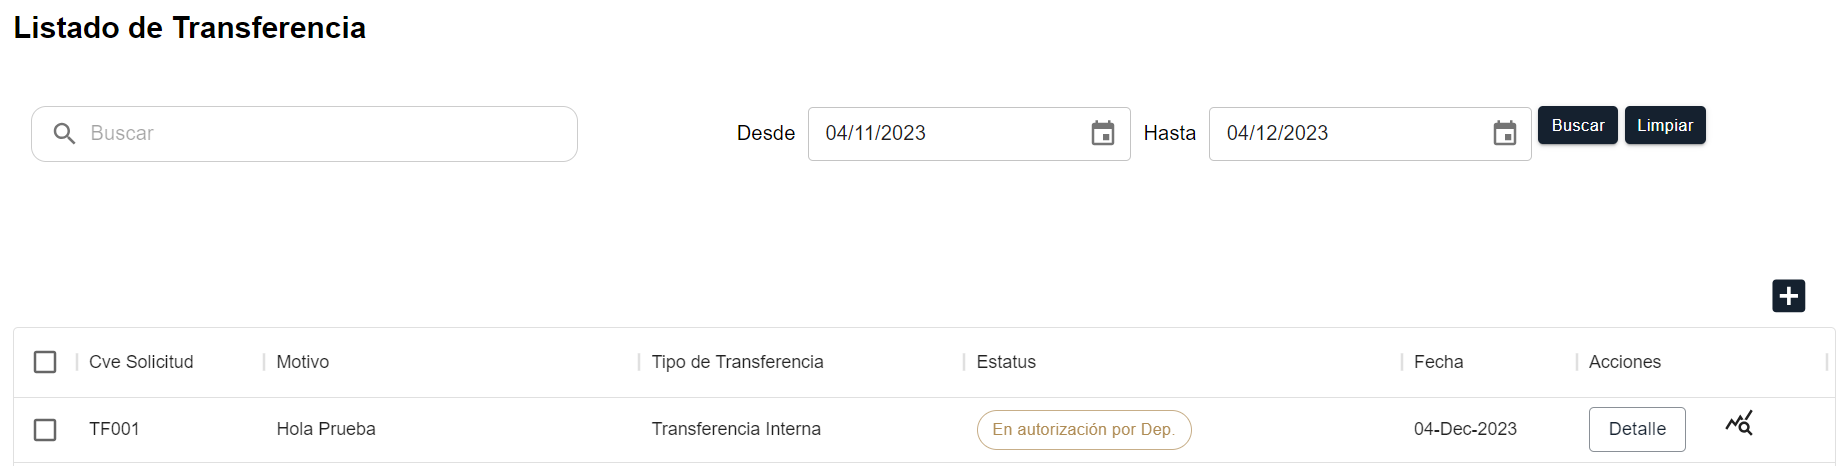 Listado de Transferencia
Buscar Desde 04/11/2023 Hasta 04/12/2023 Buscar Limpiar
Cve Solicitud Motivo Tipo de Transferencia Estatus Fecha Acciones
TF001 Hola Prueba Transferencia Interna En autorización por Dep. 04-Dec-2023 Detalle